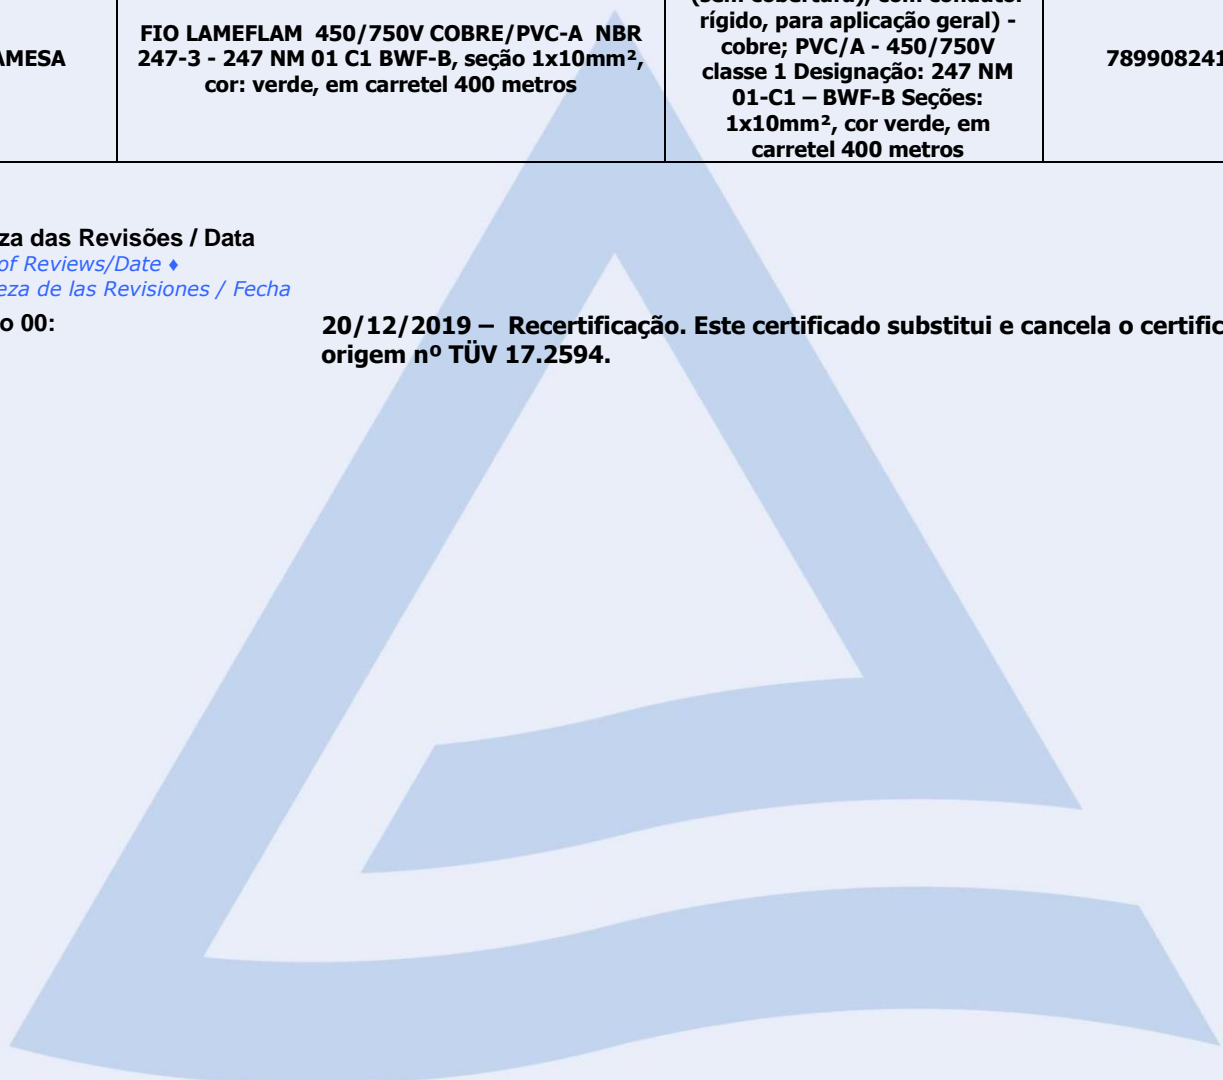 AMESA
FIO LAMEFLAM 450/750V COBRE/PVC-A NBR
247-3 - 247 NM 01 C1 BWF-B, seção 1x10mm²,
cor: verde, em carretel 400 metros
rígido, para aplicação geral) -
cobre; PVC/A - 450/750V
classe 1 Designação: 247 NM
01-C1 – BWF-B Seções:
1x10mm², cor verde, em
carretel 400 metros
789908241
za das Revisões / Data
of Reviews/Date ♦
eza de las Revisiones / Fecha
o 00:
20/12/2019 – Recertificação. Este certificado substitui e cancela o certific
origem nº TÜV 17.2594.